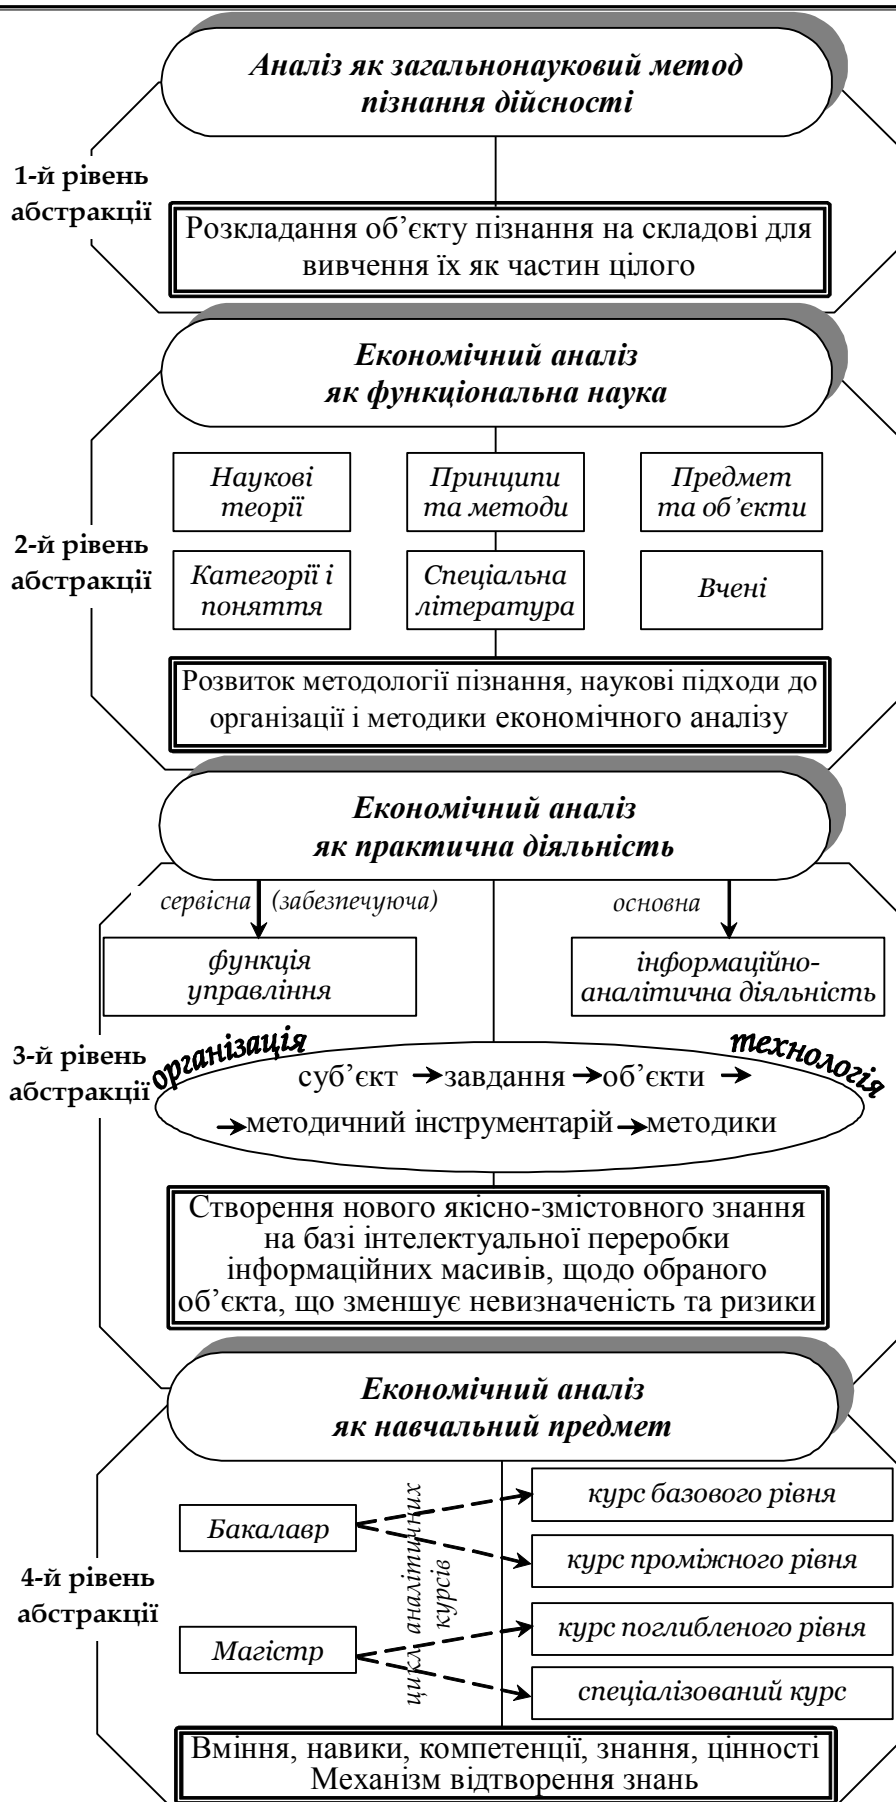 Аналіз як загальнонауковий метод
пізнання дійсності
1-й рівень
абстракції
Розкладання об’єкту пізнання на складові для
вивчення їх як частин цілого
Економічний аналіз
як функціональна наука
2-й рівень
абстракції
Наукові
теорії
Принципи
та методи
Предмет
та об’єкти
Категорії і
поняття
Спеціальна
література
Вчені
Розвиток методології пізнання, наукові підходи до
організації і методики економічного аналізу
Економічний аналіз
як практична діяльність
3-й рівень
абстракції
сервісна (забезпечуюча)
основна
функція
управління
інформаційно-
аналітична діяльність
організація
технологія
суб’єкт завдання об’єкти
методичний інструментарій методики
Створення нового якісно-змістовного знання
на базі інтелектуальної переробки
інформаційних масивів, щодо обраного
об’єкта, що зменшує невизначеність та ризики
Економічний аналіз
як навчальний предмет
4-й рівень
абстракції
Бакалавр
Магістр
цикл аналітичних
курсів
курс базового рівня
курс проміжного рівня
курс поглибленого рівня
спеціалізований курс
Вміння, навики, компетенції, знання, цінності
Механізм відтворення знань